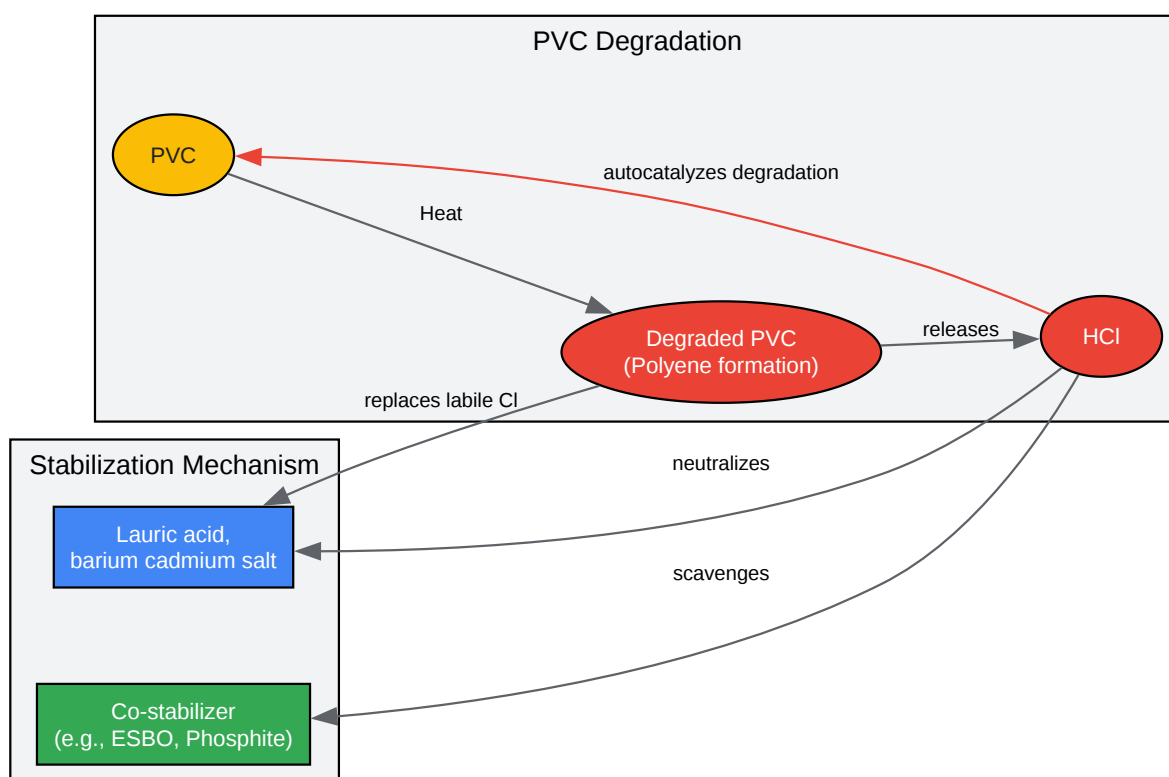 PVC Degradation
PVC
autocatalyzes degradation
Heat
releases
HCl
Degraded PVC
(Polyene formation)
replaces labile Cl
Stabilization Mechanism
neutralizes
Lauric acid,
barium cadmium salt
scavenges
Co-stabilizer
(e.g., ESBO, Phosphite)